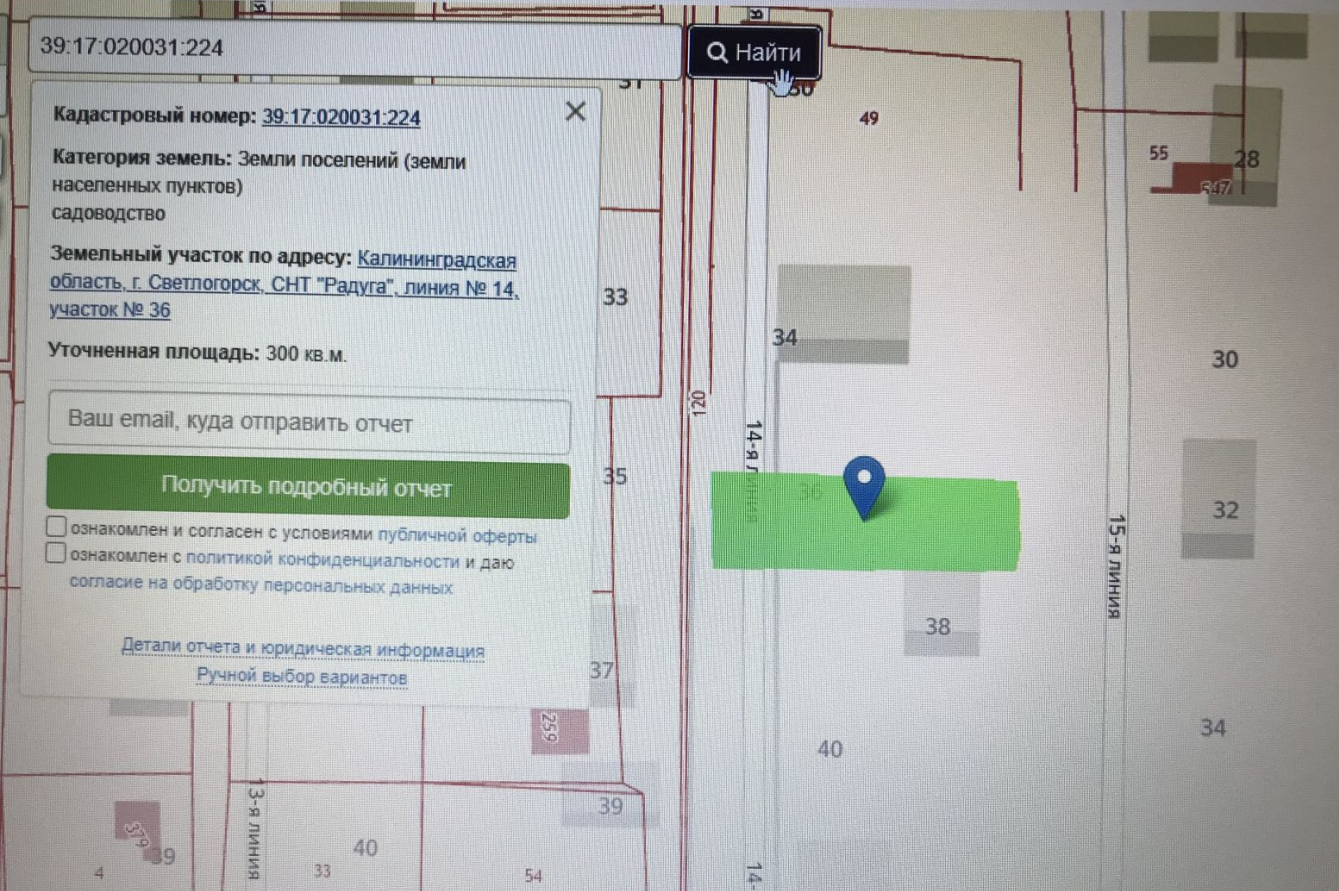 39:17:020031:224
Найти
Кадастровый номер: 39:17:020031:224
Категория земель: Земли поселений (земли
населенных пунктов)
садоводство
Земельный участок по адресу: Калининградская
область, г. Светлогорск, СНТ "Радуга", линия № 14,
участок № 36
Уточненная площадь: 300 кв.м.
Ваш email, куда отправить отчет
Получить подробный отчет
ознакомлен и согласен с условиями публичной оферты
ознакомлен с политикой конфиденциальности и даю
согласие на обработку персональных данных
Детали отчета и юридическая информация
Ручной выбор вариантов
49
55
28
547
33
34
30
120
14-я линия
35
36
32
15-я линия
38
37
259
34
40
39
13-я линия
379
39
40
4
33
54
14-